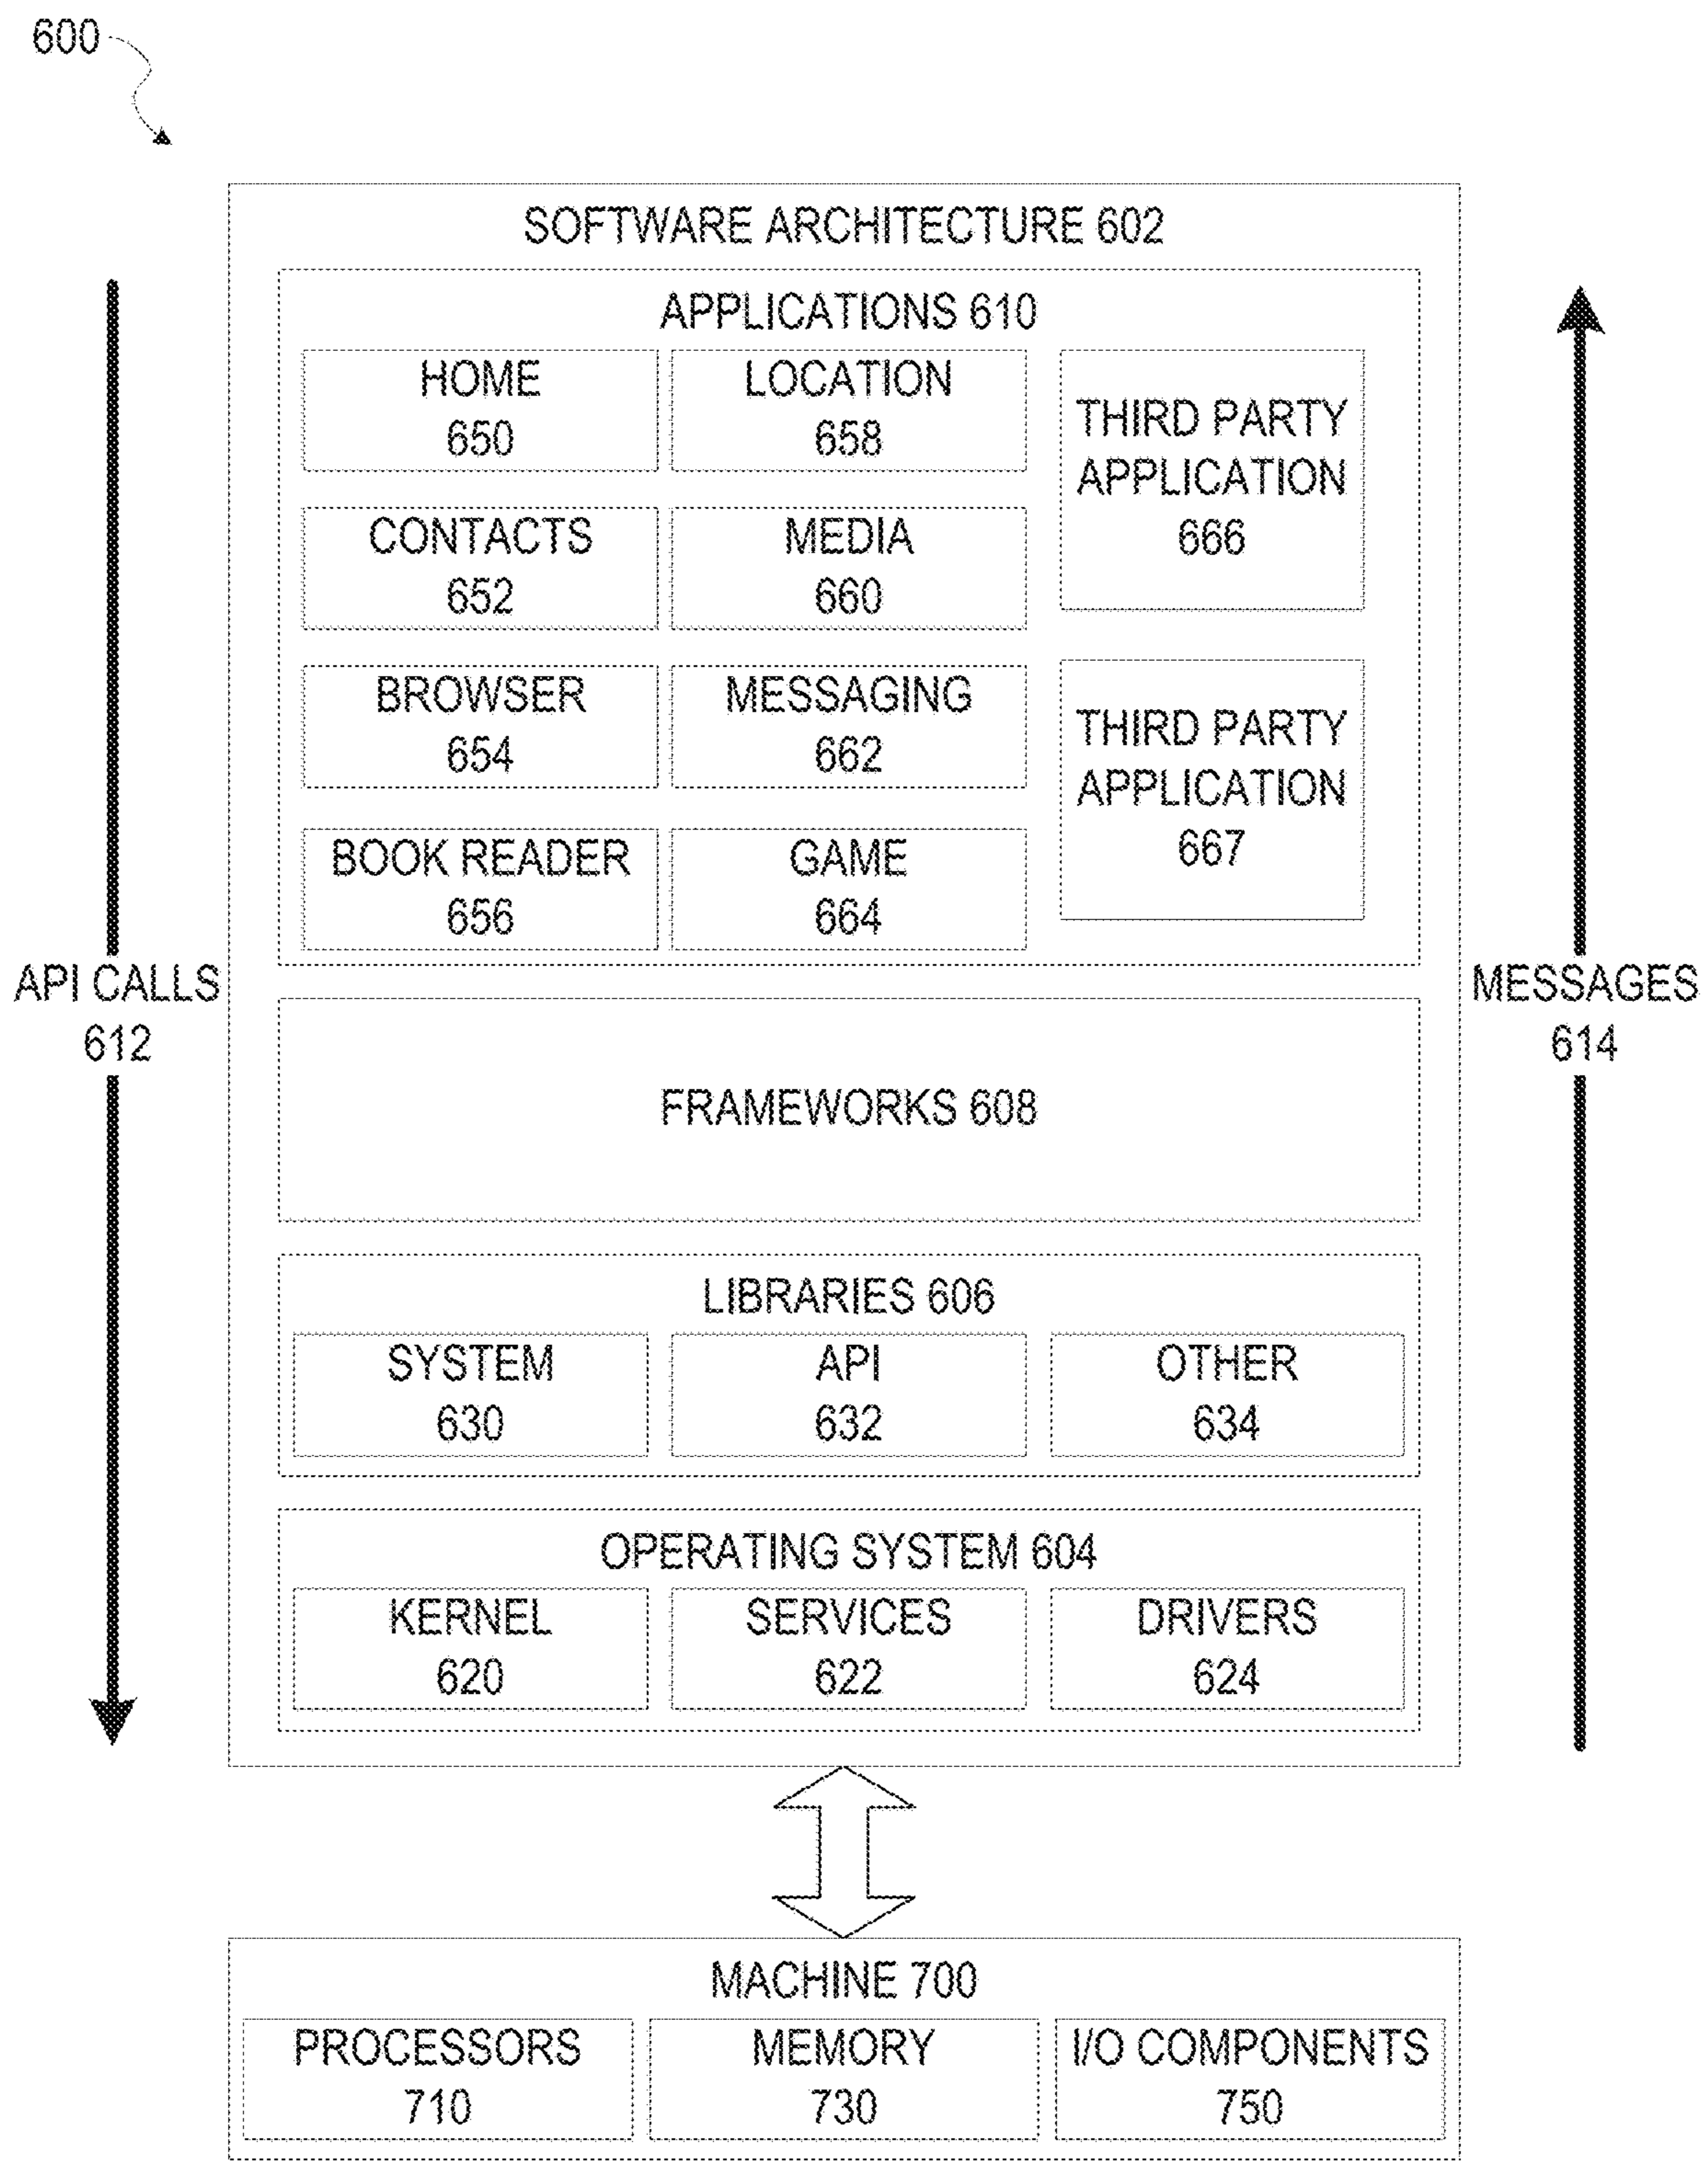 600
SOFTWARE ARCHITECTURE 602
APPLICATIONS 610
HOME
650
LOCATION
658
THIRD PARTY
APPLICATION
666
CONTACTS
652
MEDIA
660
BROWSER
654
MESSAGING
662
THIRD PARTY
APPLICATION
667
BOOK READER
656
GAME
664
API CALLS
612
MESSAGES
614
FRAMEWORKS 608
LIBRARIES 606
SYSTEM
630
API
632
OTHER
634
OPERATING SYSTEM 604
KERNEL
620
SERVICES
622
DRIVERS
624
MACHINE 700
PROCESSORS
710
MEMORY
730
I/O COMPONENTS
750